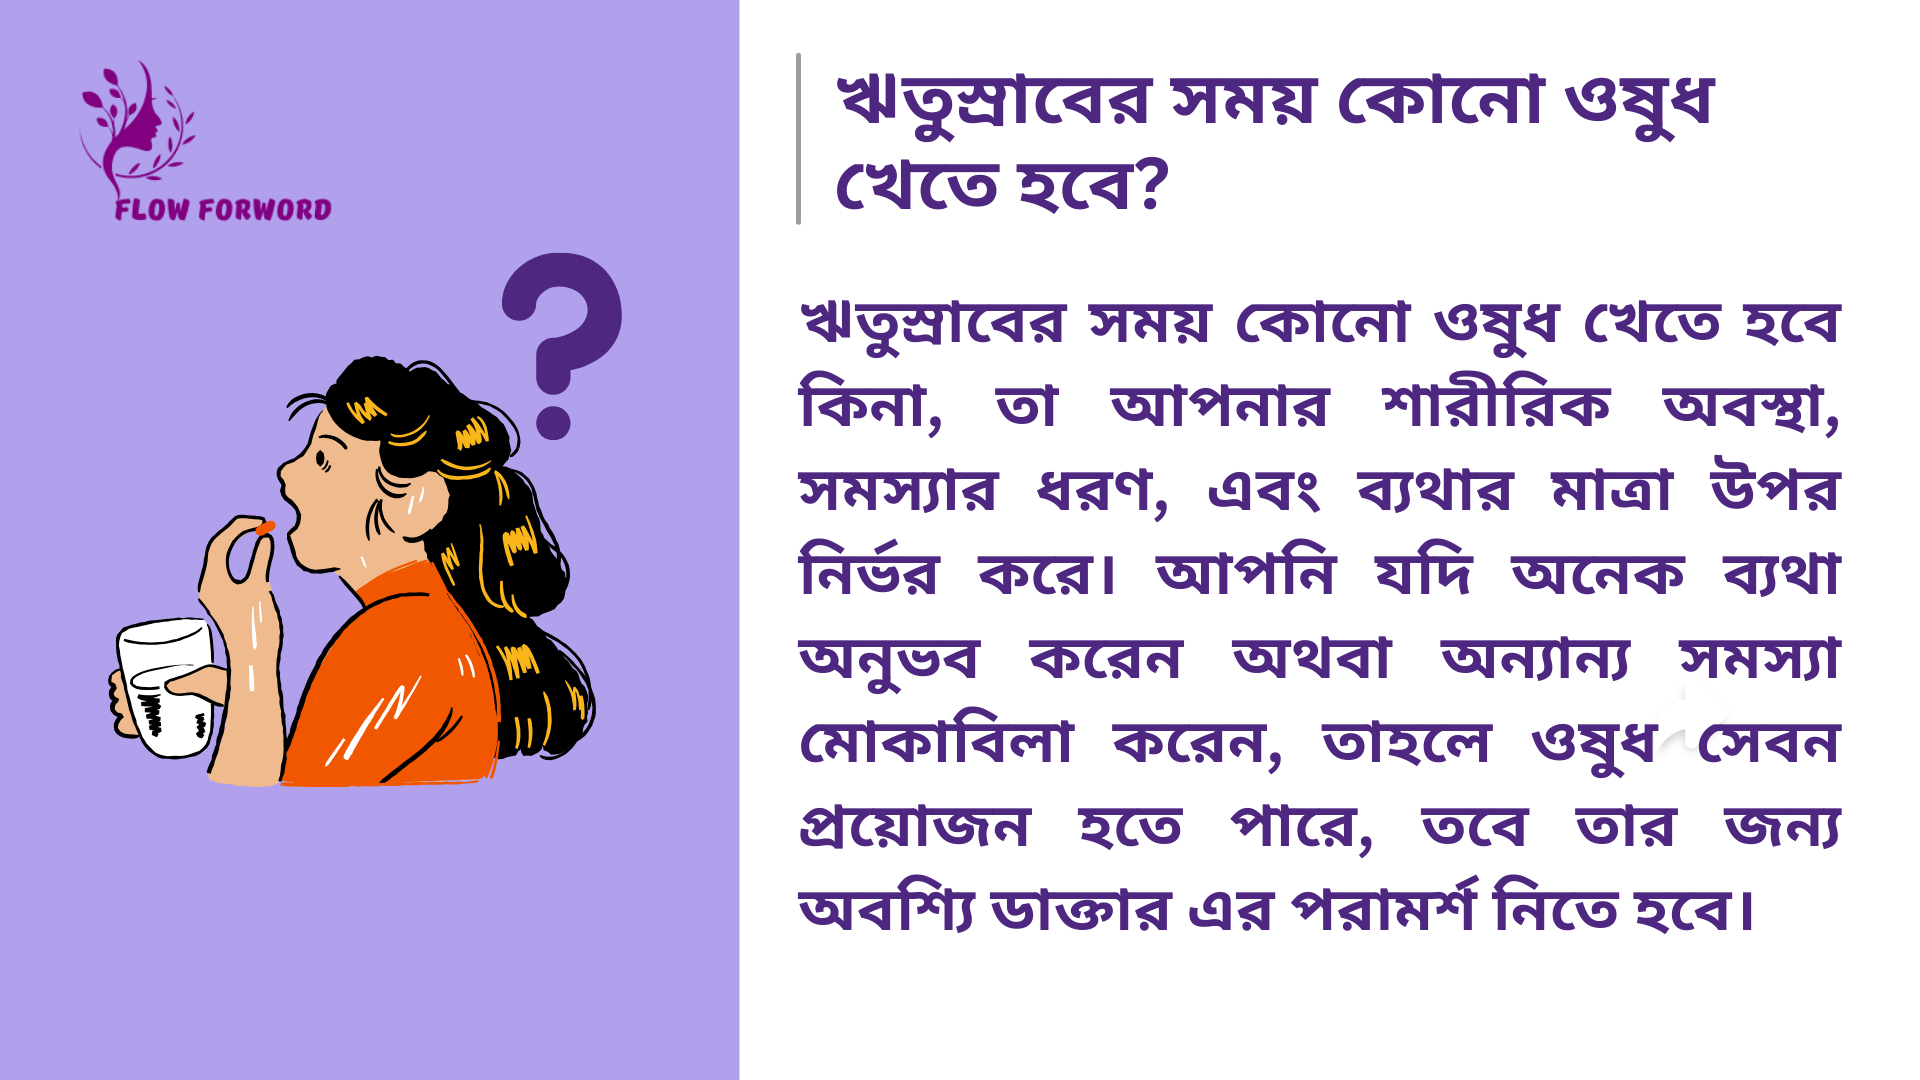 FLOW FORWORD
ঋতুস্রাবের সময় কোনো ওষুধ
খেতে হবে?
ঋতুস্রাবের সময় কোনো ওষুধ খেতে হবে
কিনা, তা আপনার শারীরিক অবস্থা,
সমস্যার ধরণ, এবং ব্যথার মাত্রা উপর
নির্ভর করে। আপনি যদি অনেক ব্যথা
অনুভব করেন অথবা অন্যান্য সমস্যা
মোকাবিলা করেন, তাহলে ওষুধ সেবন
প্রয়োজন হতে পারে, তবে তার জন্য
অবশ্যি ডাক্তার এর পরামর্শ নিতে হবে।